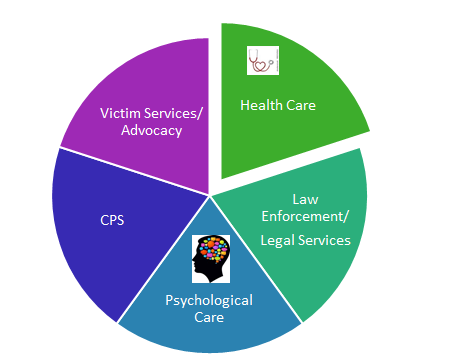 Health Care
Victim Services/
Advocacy
Law
Enforcement/
Legal Services
CPS
Psychological
Care